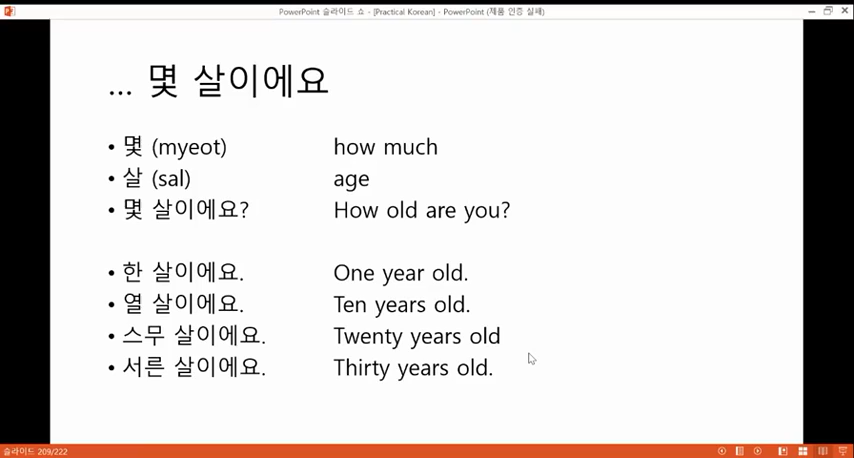 PowerPoint 슬라이드 쇼 - [Practical Korean] - PowerPoint (제품 인증 실패)
... 몇 살이에요
• 몇 (myeot) how much
• 살 (sal) age
• 몇 살이에요? How old are you?
• 한 살이에요. One year old.
• 열 살이에요. Ten years old.
• 스무 살이에요. Twenty years old
• 서른 살이에요. Thirty years old.
슬라이드 209/222